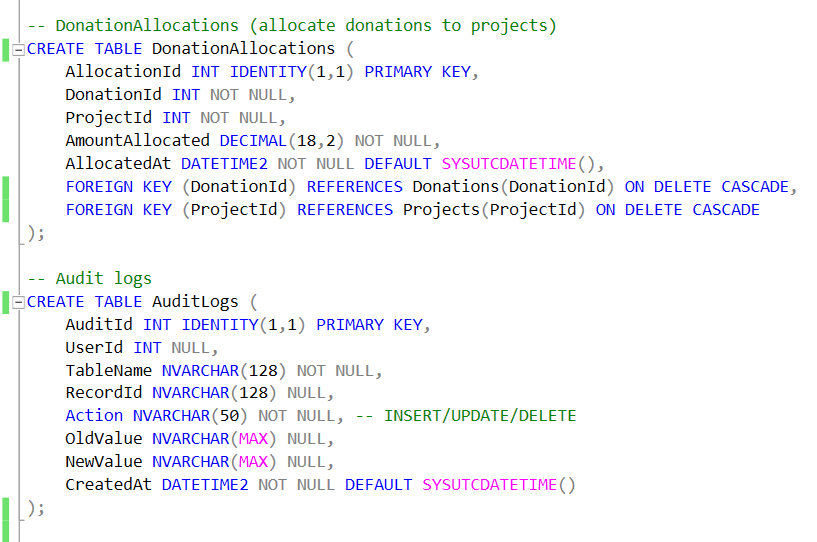 -- DonationAllocations (allocate donations to projects)
CREATE TABLE DonationAllocations (
    AllocationId INT IDENTITY(1,1) PRIMARY KEY,
    DonationId INT NOT NULL,
    ProjectId INT NOT NULL,
    AmountAllocated DECIMAL(18,2) NOT NULL,
    AllocatedAt DATETIME2 NOT NULL DEFAULT SYSUTCDATETIME(),
    FOREIGN KEY (DonationId) REFERENCES Donations(DonationId) ON DELETE CASCADE,
    FOREIGN KEY (ProjectId) REFERENCES Projects(ProjectId) ON DELETE CASCADE
);
-- Audit logs
CREATE TABLE AuditLogs (
    AuditId INT IDENTITY(1,1) PRIMARY KEY,
    UserId INT NULL,
    TableName NVARCHAR(128) NOT NULL,
    RecordId NVARCHAR(128) NULL,
    Action NVARCHAR(50) NOT NULL, -- INSERT/UPDATE/DELETE
    OldValue NVARCHAR(MAX) NULL,
    NewValue NVARCHAR(MAX) NULL,
    CreatedAt DATETIME2 NOT NULL DEFAULT SYSUTCDATETIME()
);